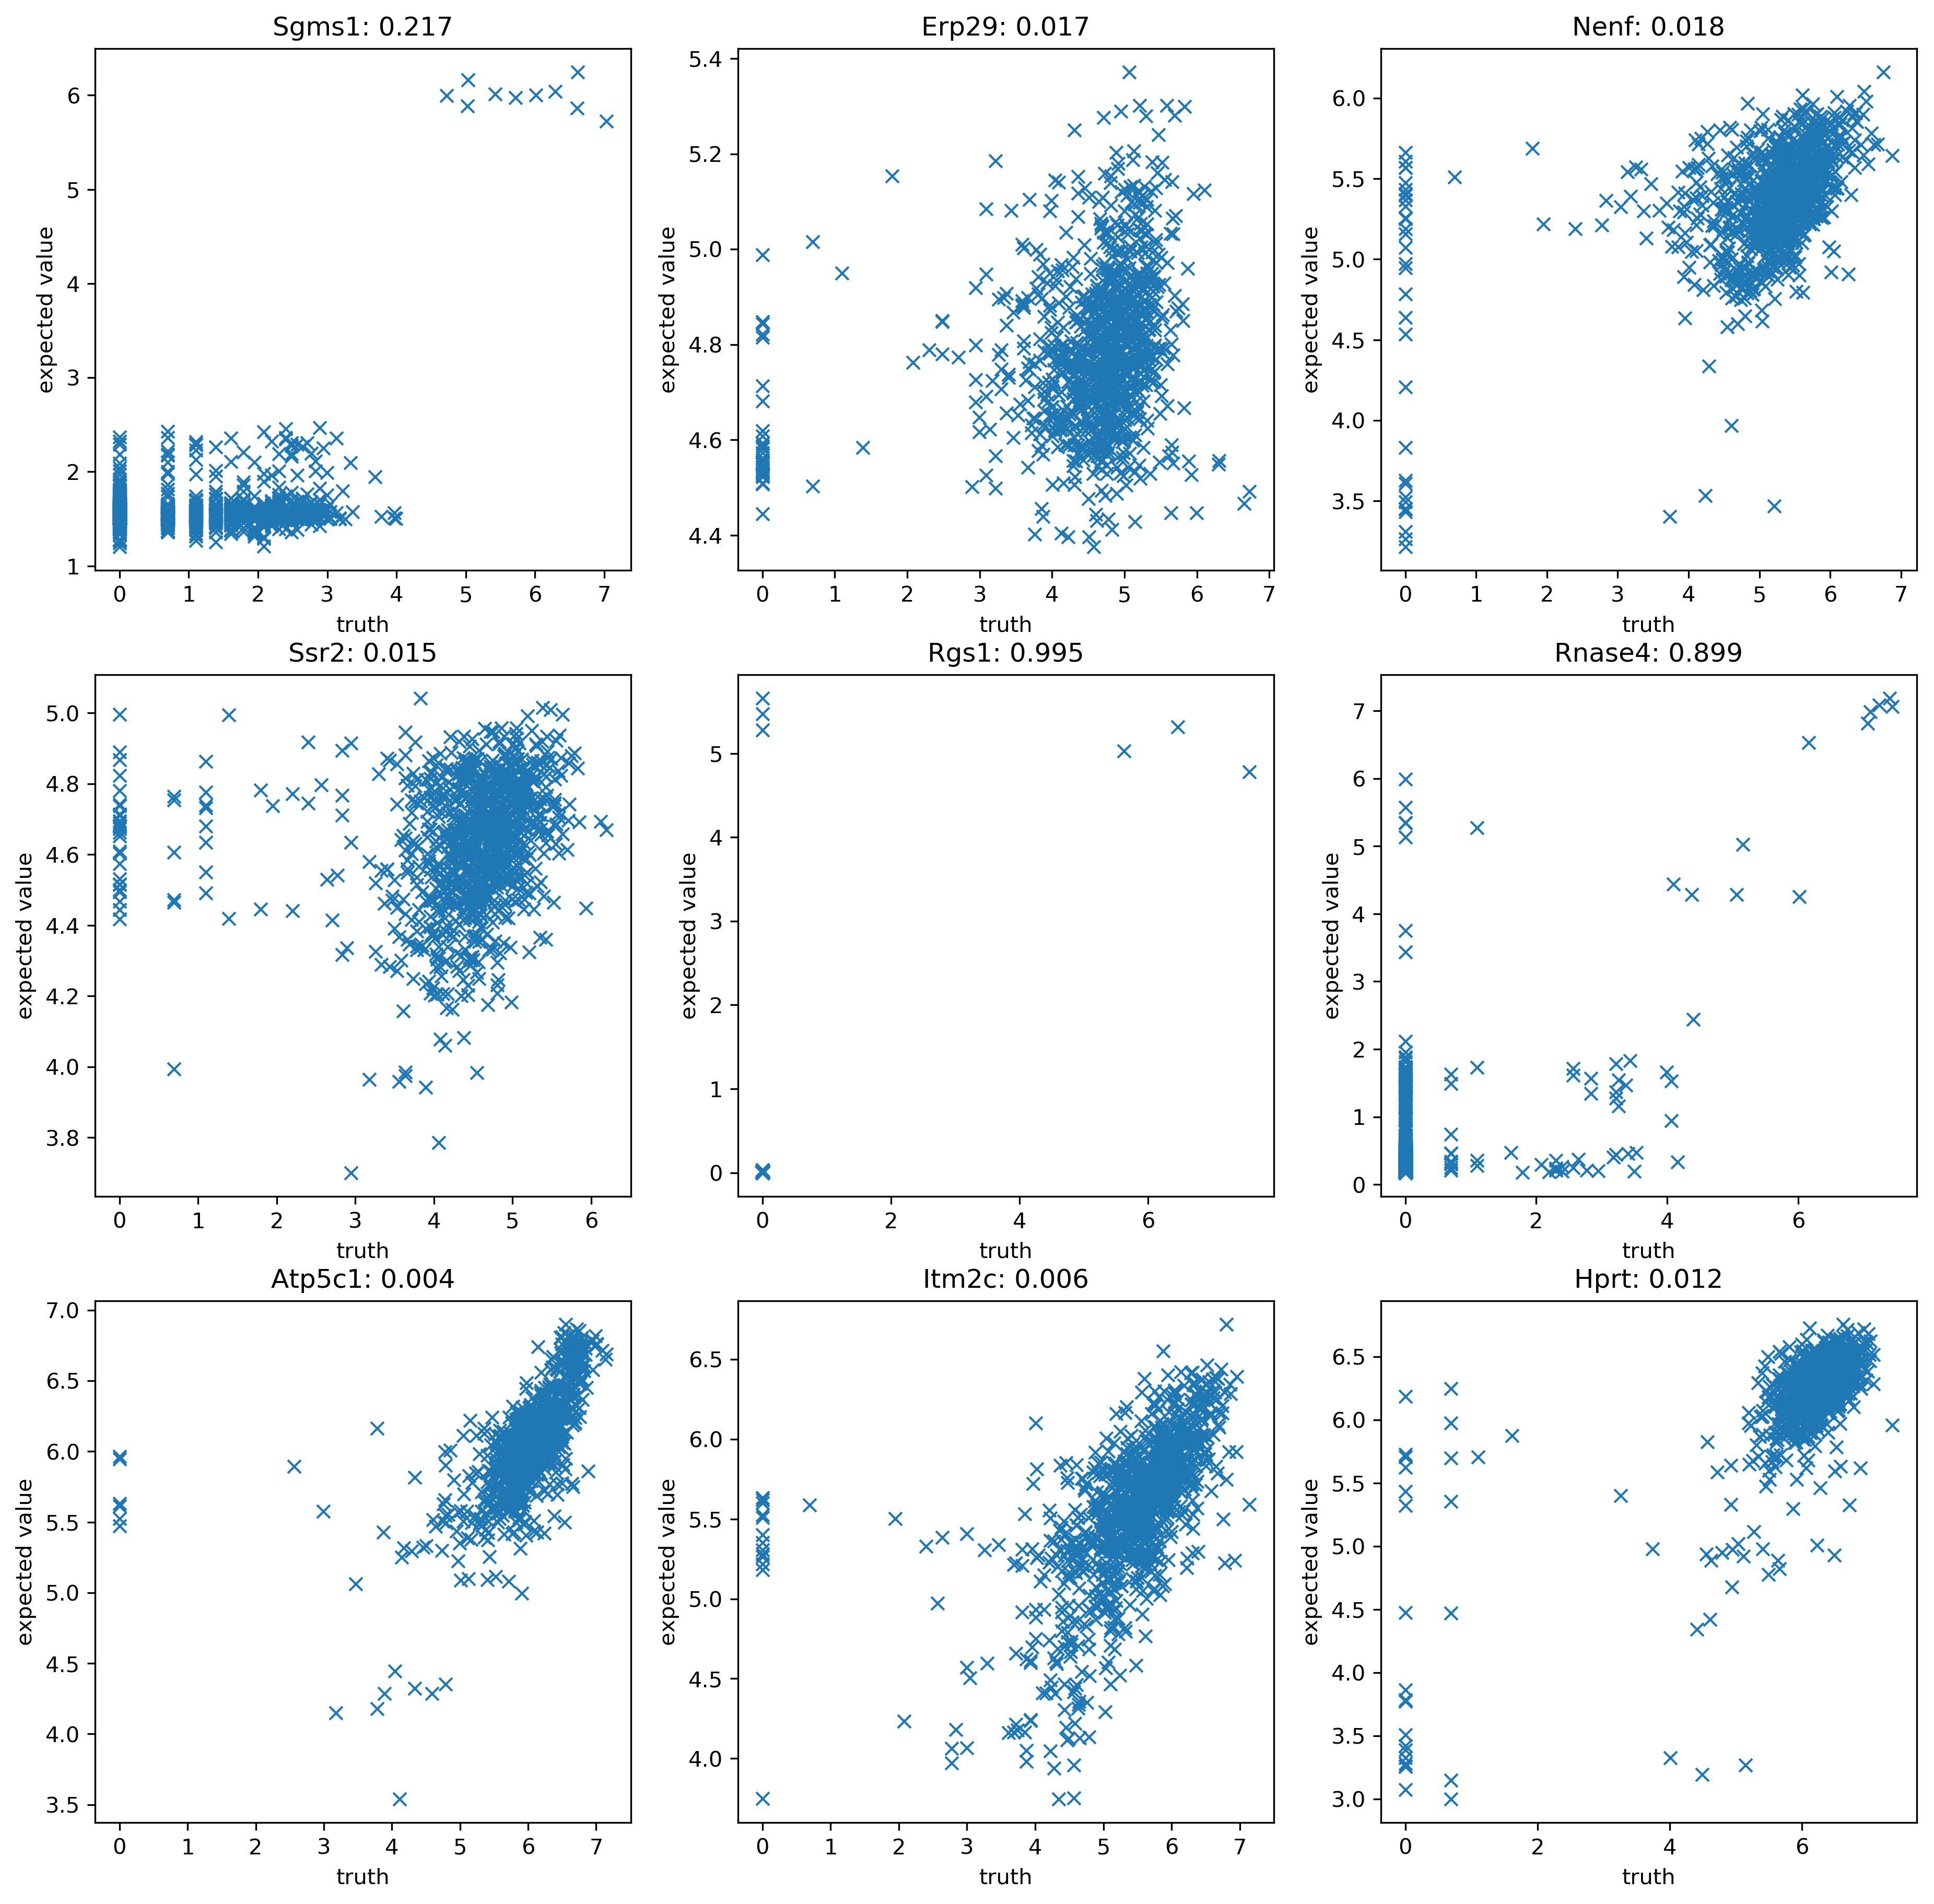 Sgms1: 0.217
expected value
6
5
4
3
2
1
0 1 2 3 4 5 6 7
truth
Erp29: 0.017
expected value
5.4
5.2
5.0
4.8
4.6
4.4
0 1 2 3 4 5 6 7
truth
Nenf: 0.018
expected value
6.0
5.5
5.0
4.5
4.0
3.5
0 1 2 3 4 5 6 7
truth
Ssr2: 0.015
expected value
5.0
4.8
4.6
4.4
4.2
4.0
3.8
0 1 2 3 4 5 6
truth
Rgs1: 0.995
expected value
5
4
3
2
1
0
0 2 4 6
truth
Rnase4: 0.899
expected value
7
6
5
4
3
2
1
0
0 2 4 6
truth
Atp5c1: 0.004
expected value
7.0
6.5
6.0
5.5
5.0
4.5
4.0
3.5
0 1 2 3 4 5 6 7
truth
Itm2c: 0.006
expected value
6.5
6.0
5.5
5.0
4.5
4.0
0 1 2 3 4 5 6 7
truth
Hprt: 0.012
expected value
6.5
6.0
5.5
5.0
4.5
4.0
3.5
3.0
0 2 4 6
truth